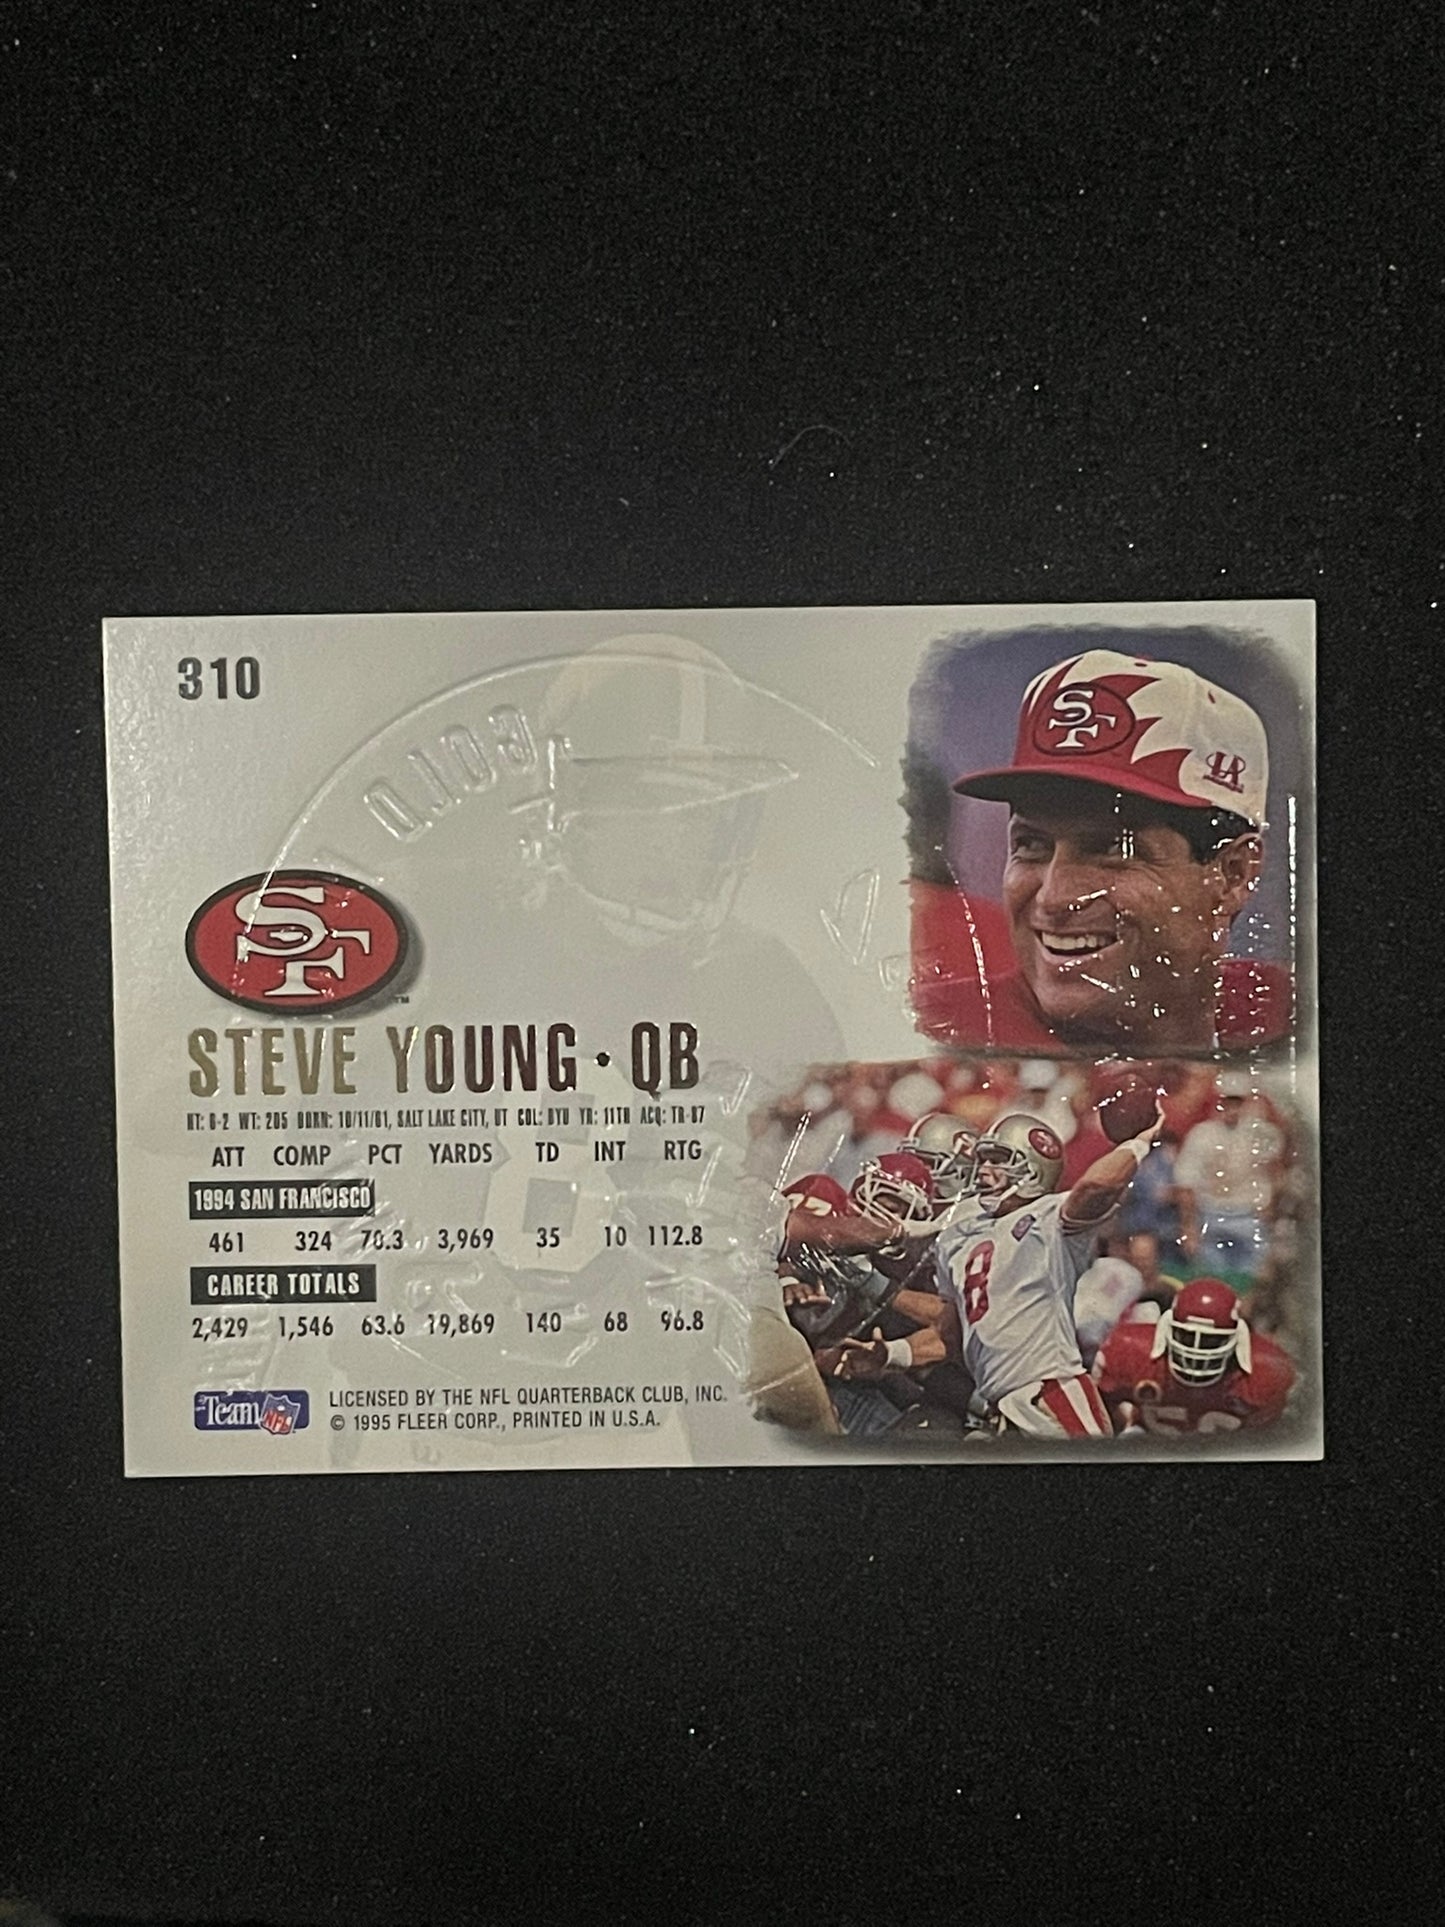 310
GOLD
SF
TM
STEVE YOUNG • QB
HT: 6-2 WT: 205 BORN: 10/11/61, SALT LAKE CITY, UT COL: BYU YR: 11TH ACQ: TR-87
ATT COMP PCT YARDS TD INT RTG
1994 SAN FRANCISCO
461 324 70.3 3,969 35 10 112.8
CAREER TOTALS
2,429 1,546 63.6 19,869 140 68 96.8
Team NFL
LICENSED BY THE NFL QUARTERBACK CLUB, INC.
© 1995 FLEER CORP., PRINTED IN U.S.A.
SF
8